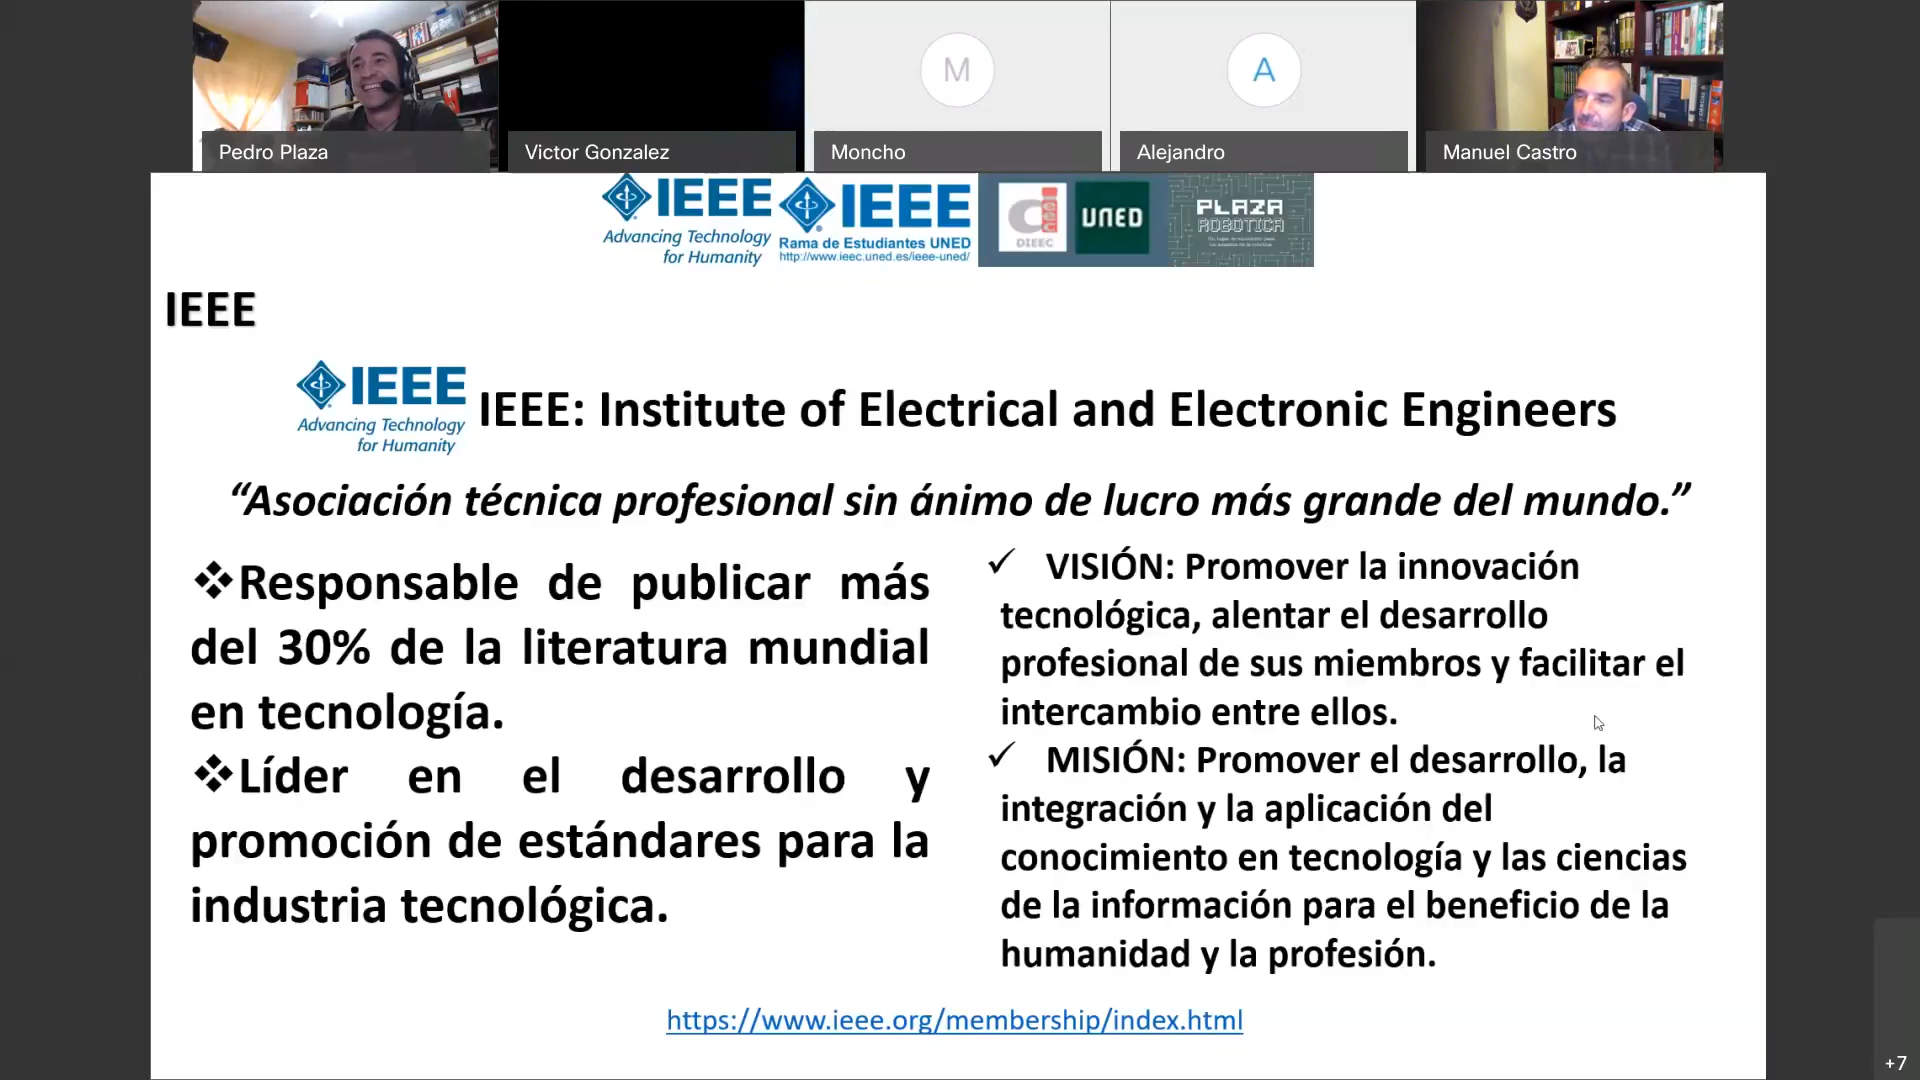 M
A
Pedro Plaza
Victor Gonzalez
Moncho
Alejandro
Manuel Castro
IEEE
Advancing Technology
for Humanity
IEEE
Rama de Estudiantes UNED
http://www.ieec.uned.es/ieee-uned/
DIEEC
UNED
PLAZA
ROBOTICA
IEEE
IEEE
Advancing Technology
for Humanity
IEEE: Institute of Electrical and Electronic Engineers
“Asociación técnica profesional sin ánimo de lucro más grande del mundo.”
❖Responsable de publicar más
del 30% de la literatura mundial
en tecnología.
❖Líder en el desarrollo y
promoción de estándares para la
industria tecnológica.
✓ VISIÓN: Promover la innovación
tecnológica, alentar el desarrollo
profesional de sus miembros y facilitar el
intercambio entre ellos.
✓ MISIÓN: Promover el desarrollo, la
integración y la aplicación del
conocimiento en tecnología y las ciencias
de la información para el beneficio de la
humanidad y la profesión.
https://www.ieee.org/membership/index.html
+7